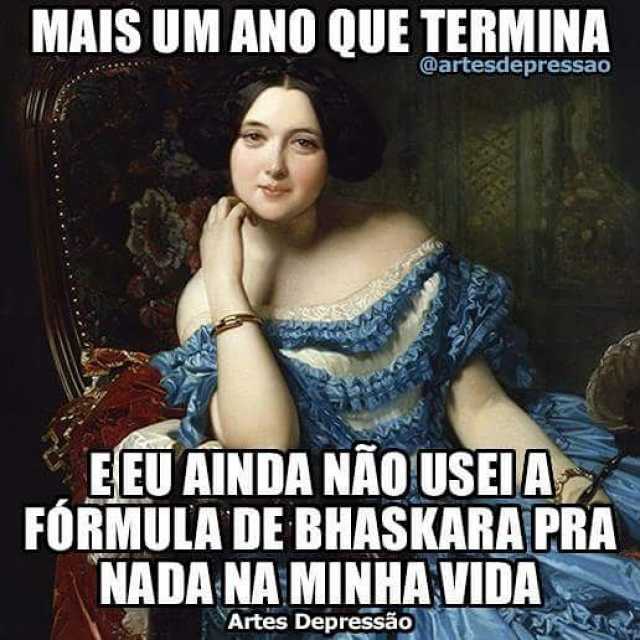 MAIS UM ANO QUE TERMINA
@artesdepressao
E EU AINDA NÃO USEI A
FÓRMULA DE BHASKARA PRA
NADA NA MINHA VIDA
Artes Depressão